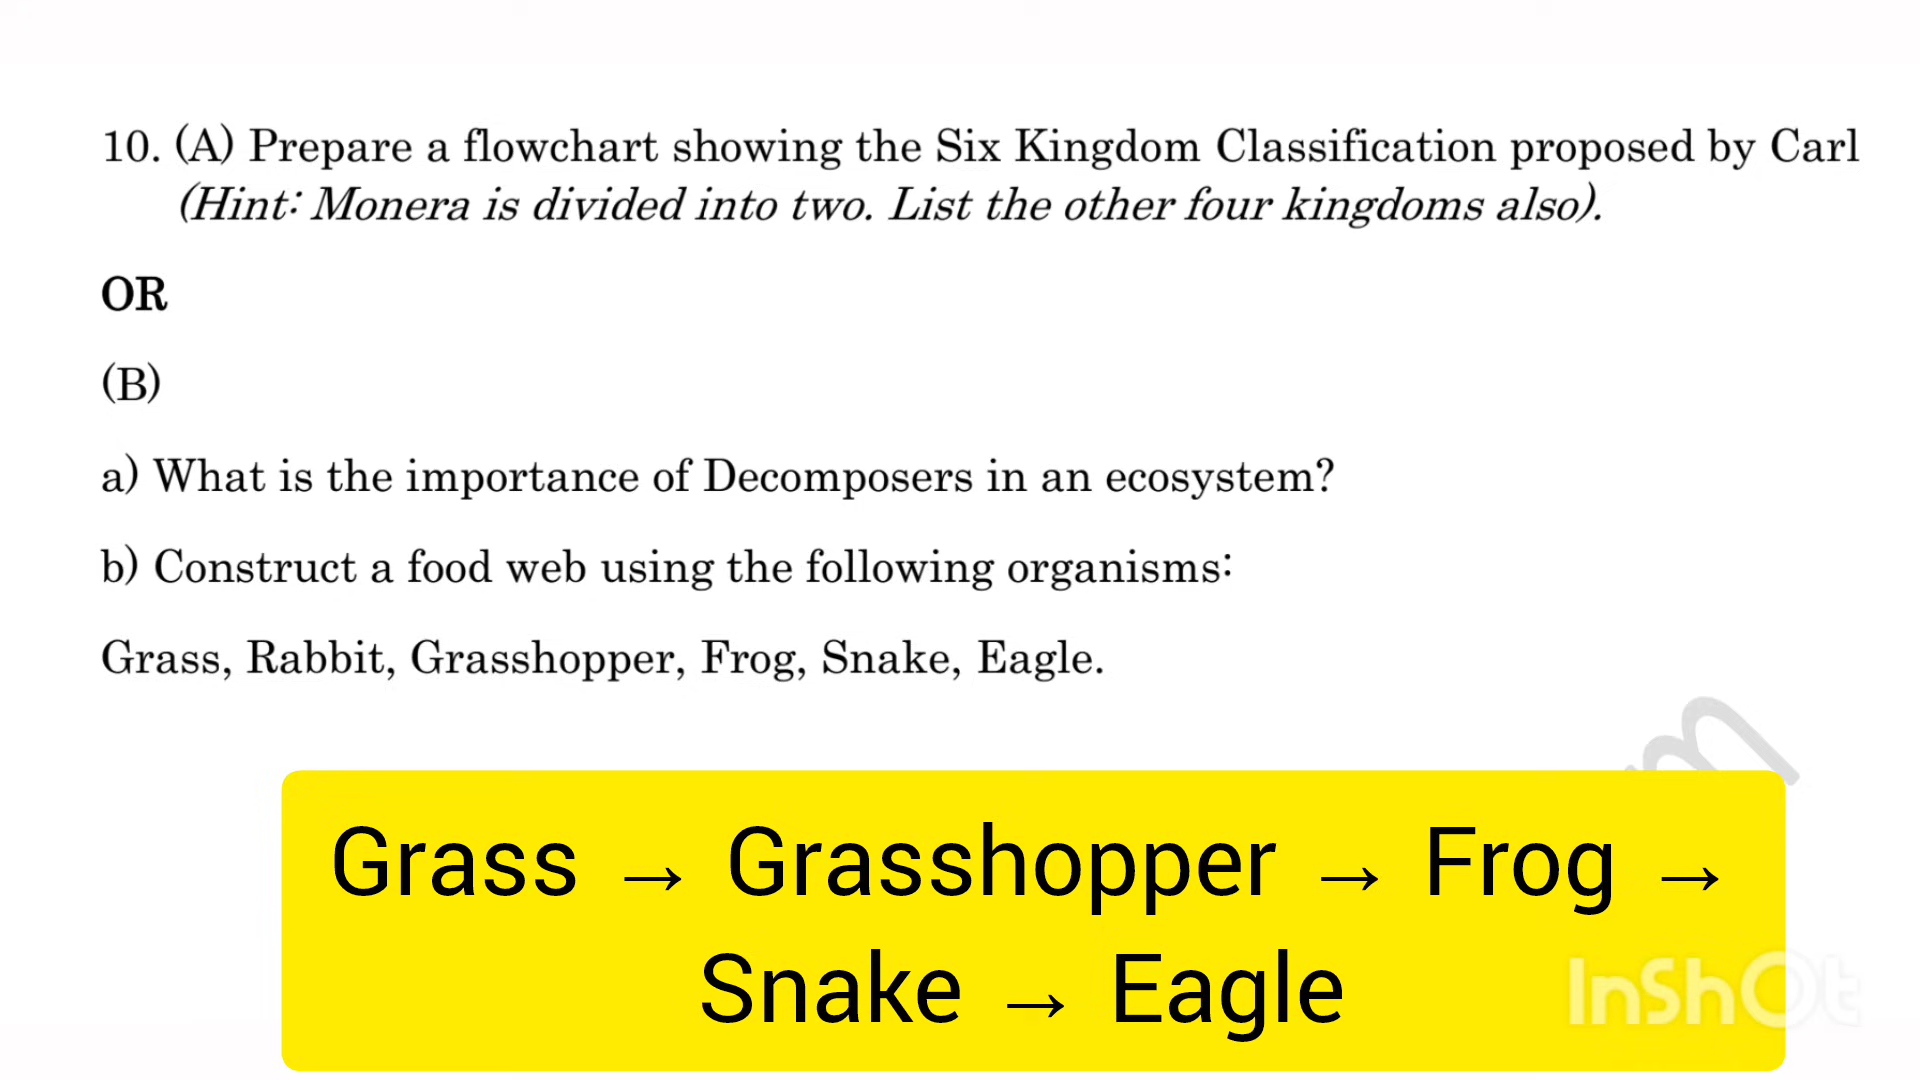 10. (A) Prepare a flowchart showing the Six Kingdom Classification proposed by Carl
(Hint: Monera is divided into two. List the other four kingdoms also).
OR
(B)
a) What is the importance of Decomposers in an ecosystem?
b) Construct a food web using the following organisms:
Grass, Rabbit, Grasshopper, Frog, Snake, Eagle.
m
Grass → Grasshopper → Frog →
Snake → Eagle
InShOt